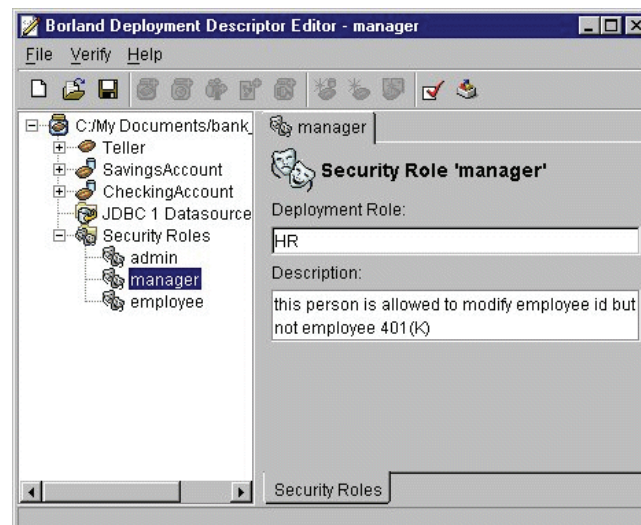 Borland Deployment Descriptor Editor - manager
File Verify Help
C:/My Documents/bank_
Teller
SavingsAccount
CheckingAccount
JDBC 1 Datasource
Security Roles
admin
manager
employee
manager
Security Role 'manager'
Deployment Role:
HR
Description:
this person is allowed to modify employee id but
not employee 401(K)
Security Roles